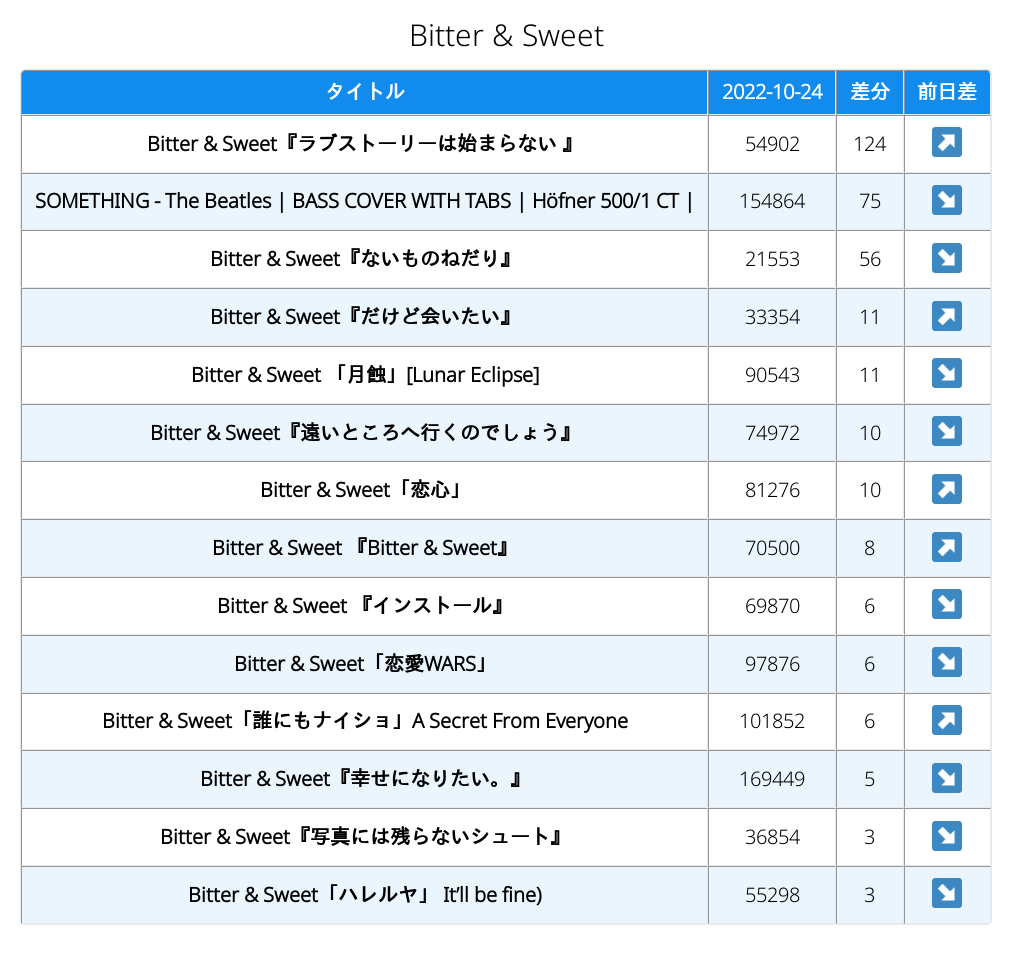 Bitter & Sweet
タイトル 2022-10-24 差分 前日差
Bitter & Sweet『ラブストーリーは始まらない 』 54902 124 ↗
SOMETHING - The Beatles | BASS COVER WITH TABS | Höfner 500/1 CT | 154864 75 ↘
Bitter & Sweet『ないものねだり』 21553 56 ↘
Bitter & Sweet『だけど会いたい』 33354 11 ↗
Bitter & Sweet 「月蝕」[Lunar Eclipse] 90543 11 ↘
Bitter & Sweet『遠いところへ行くのでしょう』 74972 10 ↘
Bitter & Sweet「恋心」 81276 10 ↗
Bitter & Sweet 『Bitter & Sweet』 70500 8 ↗
Bitter & Sweet 『インストール』 69870 6 ↘
Bitter & Sweet「恋愛WARS」 97876 6 ↘
Bitter & Sweet「誰にもナイショ」A Secret From Everyone 101852 6 ↗
Bitter & Sweet『幸せになりたい。』 169449 5 ↘
Bitter & Sweet『写真には残らないシュート』 36854 3 ↘
Bitter & Sweet「ハレルヤ」 It’ll be fine) 55298 3 ↘